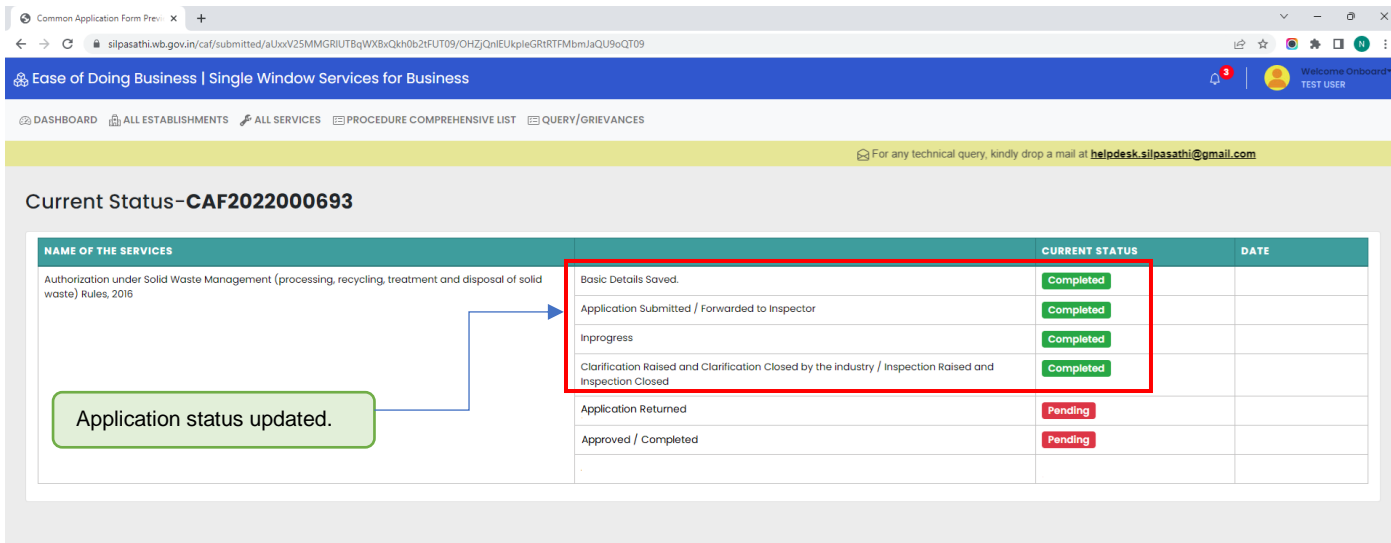 Common Application Form Previ
silpasathi.wb.gov.in/caf/submitted/aUxxV25MMGRIUTBqWXBxQkh0b2tFUT09/OHZjQnlEUkpleGRtRTFMbmJaQU9oQT09
N
Ease of Doing Business | Single Window Services for Business
3
Welcome Onboard
TEST USER
DASHBOARD ALL ESTABLISHMENTS ALL SERVICES PROCEDURE COMPREHENSIVE LIST QUERY/GRIEVANCES
For any technical query, kindly drop a mail at helpdesk.silpasathi@gmail.com
Current Status-CAF2022000693
NAME OF THE SERVICES CURRENT STATUS DATE
Authorization under Solid Waste Management (processing, recycling, treatment and disposal of solid
waste) Rules, 2016
Basic Details Saved. Completed
Application Submitted / Forwarded to Inspector Completed
Inprogress Completed
Clarification Raised and Clarification Closed by the industry / Inspection Raised and
Inspection Closed
Completed
Application Returned Pending
Approved / Completed Pending
Application status updated.